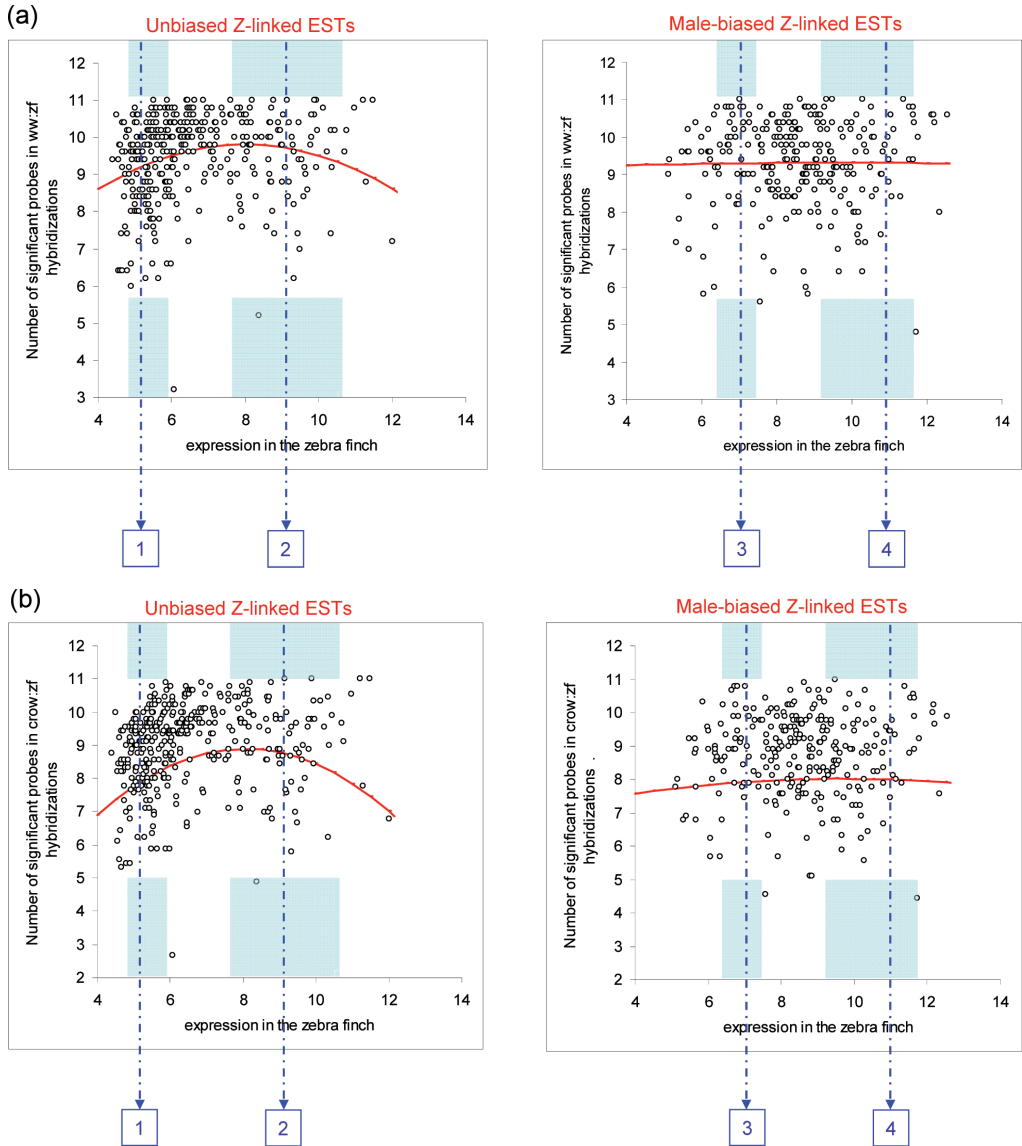 (a)
Unbiased Z-linked ESTs
Number of significant probes in ww:zf
hybridizations
12
11
10
9
8
7
6
5
4
3
4 6 8 10 12 14
expression in the zebra finch
1 2
Male-biased Z-linked ESTs
Number of significant probes in ww:zf
hybridizations
12
11
10
9
8
7
6
5
4
3
4 6 8 10 12 14
expression in the zebra finch
3 4
(b)
Unbiased Z-linked ESTs
Number of significant probes in crow:zf
hybridizations
12
11
10
9
8
7
6
5
4
3
2
4 6 8 10 12 14
expression in the zebra finch
1 2
Male-biased Z-linked ESTs
Number of significant probes in crow:zf
hybridizations .
12
11
10
9
8
7
6
5
4
3
2
4 6 8 10 12 14
expression in the zebra finch
3 4